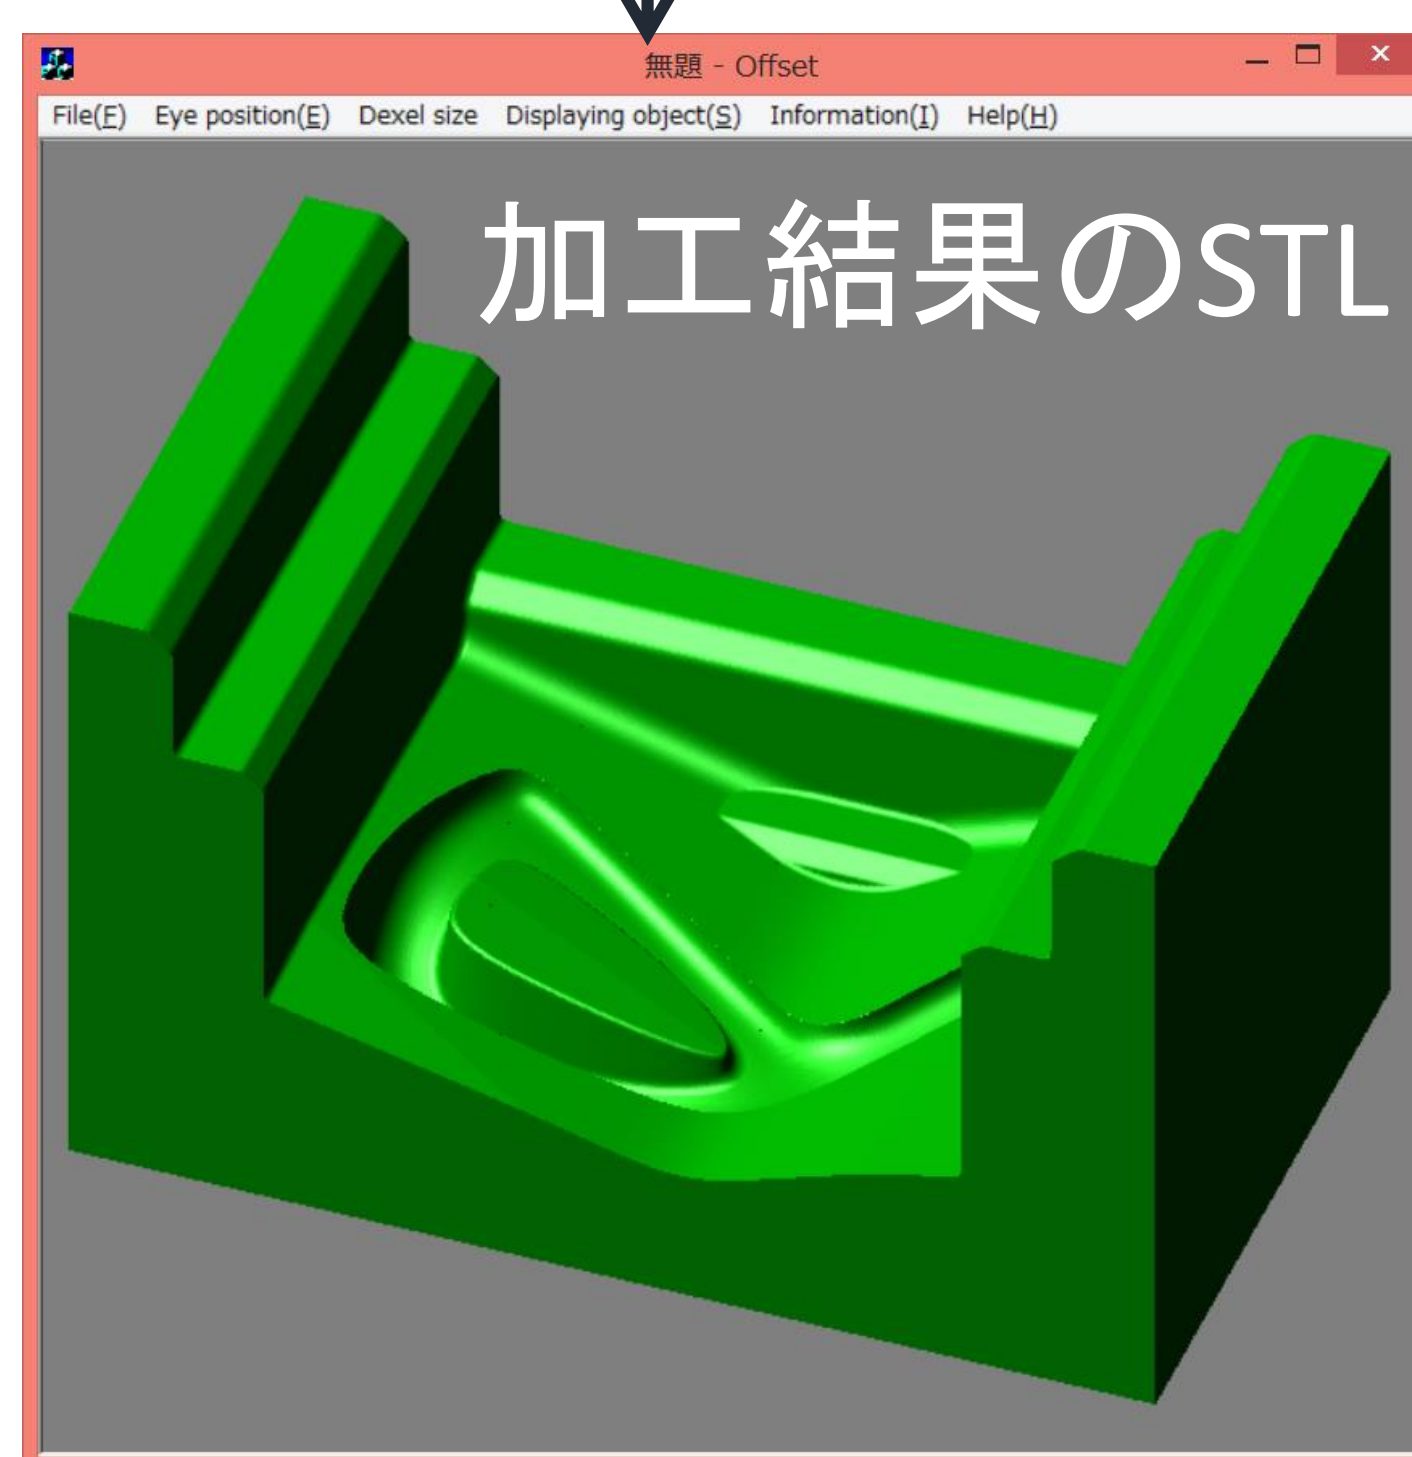 無題 - Offset
File(F) Eye position(E) Dexel size Displaying object(S) Information(I) Help(H)
加工結果のSTL